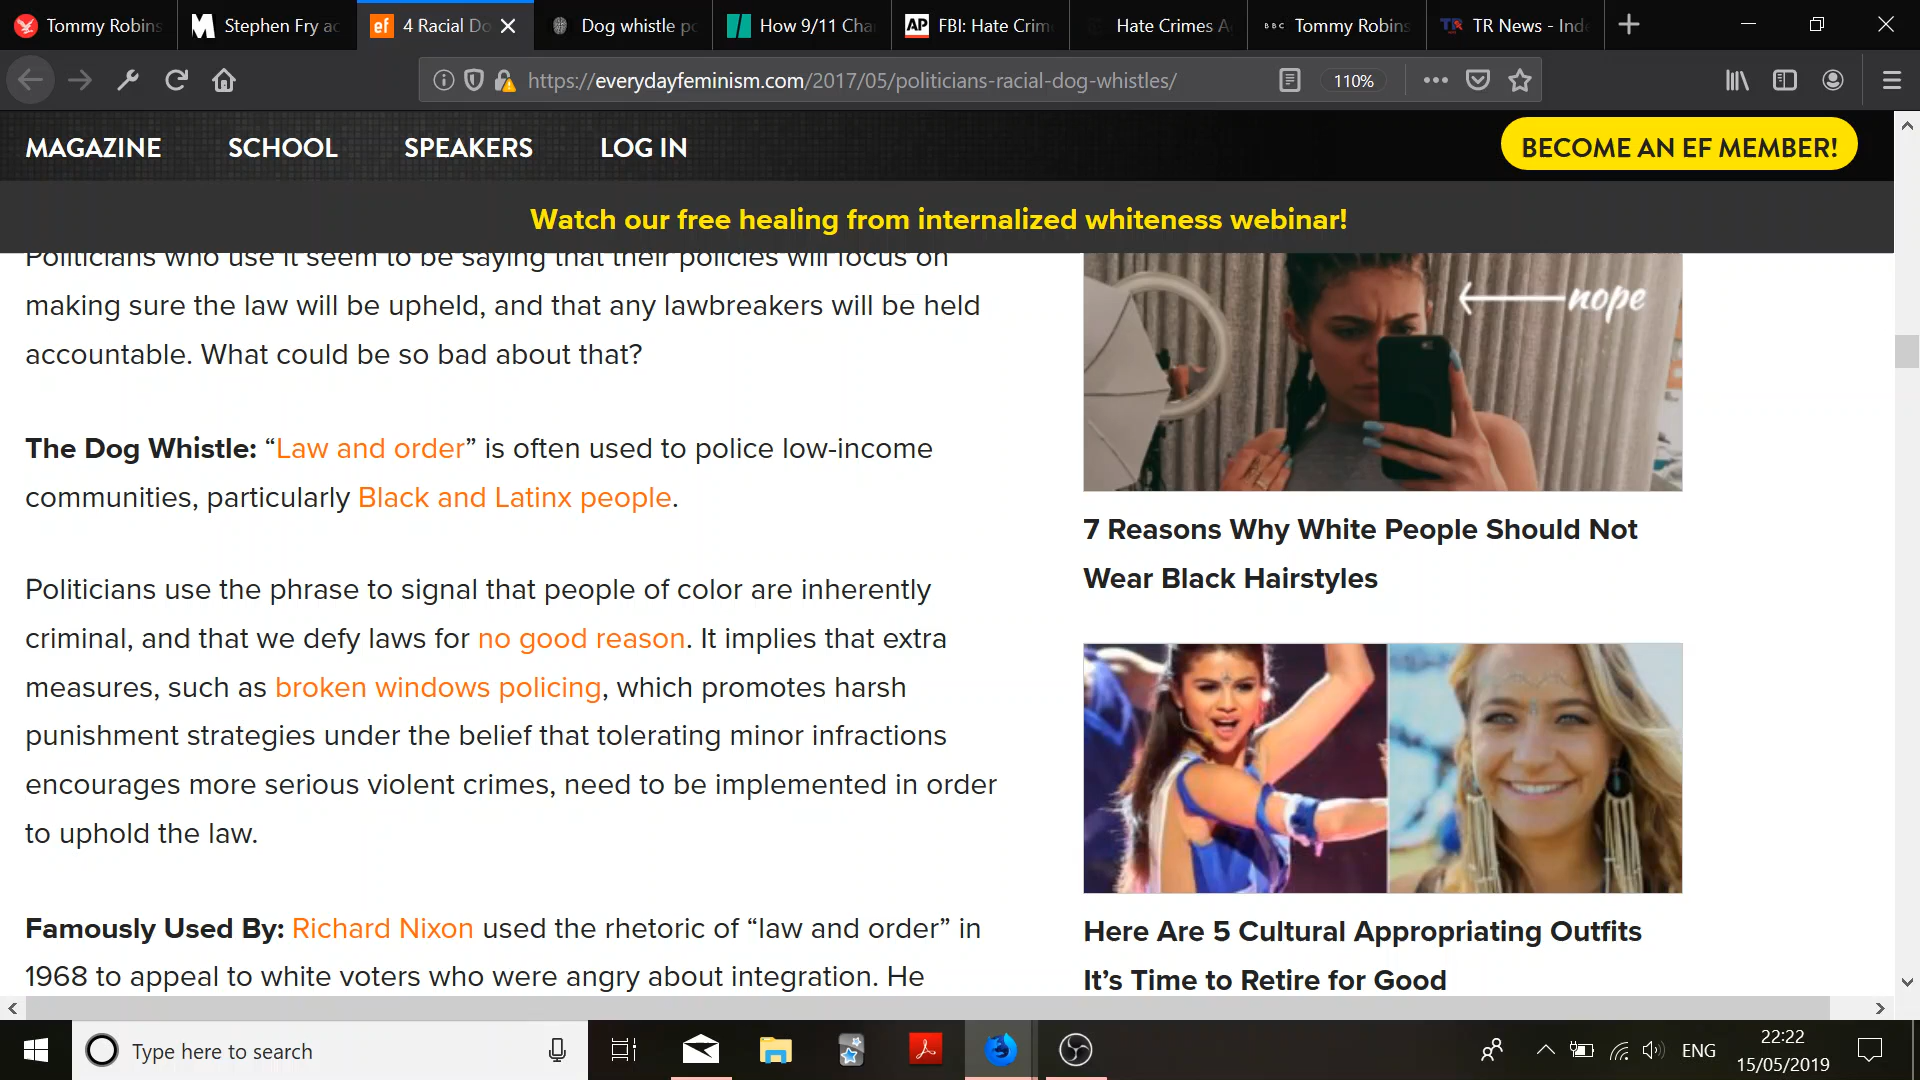 Tommy Robins
Stephen Fry ac
ef 4 Racial Do
Dog whistle po
How 9/11 Cha
AP FBI: Hate Crime
Hate Crimes A
BBC Tommy Robins
TR TR News - Inde
https://everydayfeminism.com/2017/05/politicians-racial-dog-whistles/
110%
MAGAZINE SCHOOL SPEAKERS LOG IN
BECOME AN EF MEMBER!
Watch our free healing from internalized whiteness webinar!
Politicians who use it seem to be saying that their policies will focus on
making sure the law will be upheld, and that any lawbreakers will be held
accountable. What could be so bad about that?
The Dog Whistle: “Law and order” is often used to police low-income
communities, particularly Black and Latinx people.
Politicians use the phrase to signal that people of color are inherently
criminal, and that we defy laws for no good reason. It implies that extra
measures, such as broken windows policing, which promotes harsh
punishment strategies under the belief that tolerating minor infractions
encourages more serious violent crimes, need to be implemented in order
to uphold the law.
Famously Used By: Richard Nixon used the rhetoric of “law and order” in
1968 to appeal to white voters who were angry about integration. He
nope
7 Reasons Why White People Should Not
Wear Black Hairstyles
Here Are 5 Cultural Appropriating Outfits
It’s Time to Retire for Good
Type here to search
ENG
22:22
15/05/2019